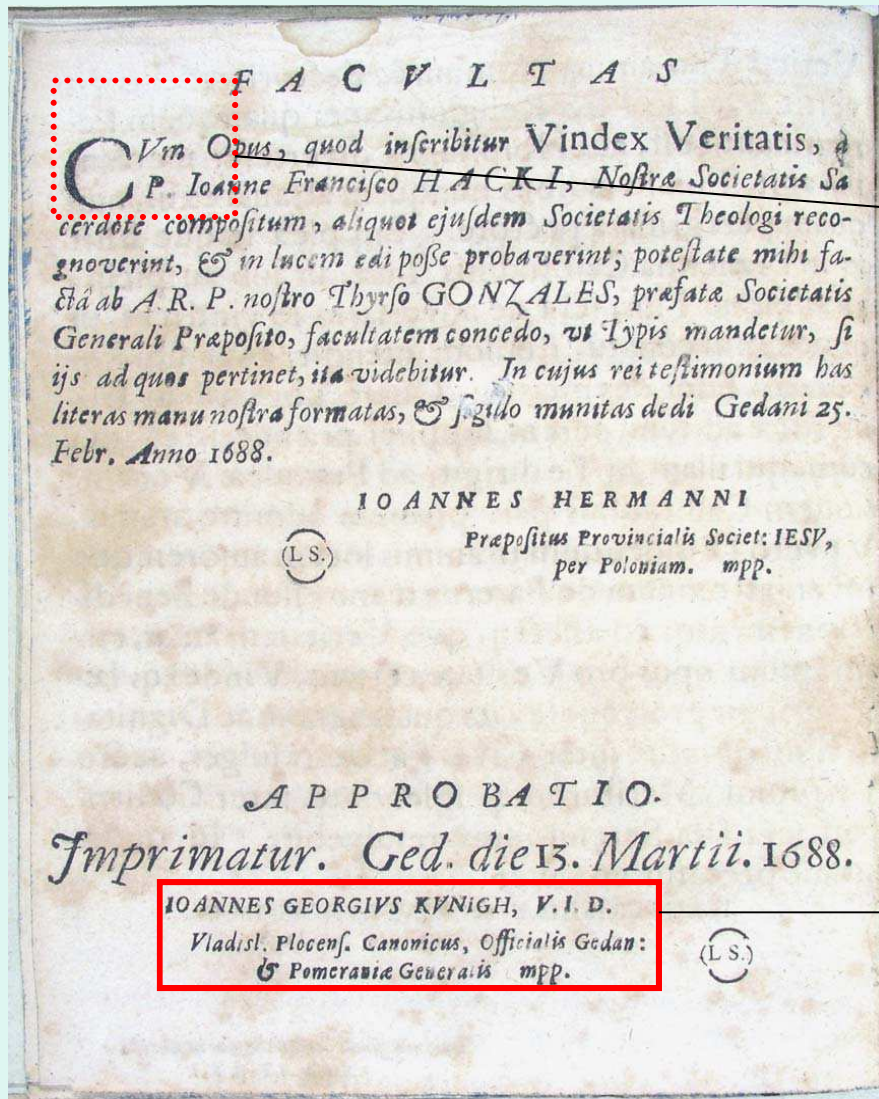 FACVLTAS
CVm Opus, quod inſcribitur Vindex Veritatis, à
P. Ioanne Franciſco HACKI, Noſtræ Societatis Sa
cerdote compoſitum, aliquot ejuſdem Societatis Theologi reco-
gnoverint, & in lucem edi poſſe probaverint; poteſtate mihi fa-
ctâ ab A. R. P. noſtro Thyrſo GONZALES, præfatæ Societatis
Generali Præpoſito, facultatem concedo, vt Typis mandetur, ſi
ijs ad quos pertinet, ita videbitur. In cujus rei teſtimonium has
literas manu noſtra formatas, & ſigillo munitas dedi Gedani 25.
Febr. Anno 1688.
IOANNES HERMANNI
Præpoſitus Provincialis Societ: IESV,
(L S.)
per Poloniam. mpp.
APPROBATIO.
Imprimatur. Ged. die 13. Martii. 1688.
IOANNES GEORGIVS KVNiGH, V. I. D.
Vladisl. Plocenſ. Canonicus, Officialis Gedan:
& Pomeraniæ Generalis mpp.
(L S.)